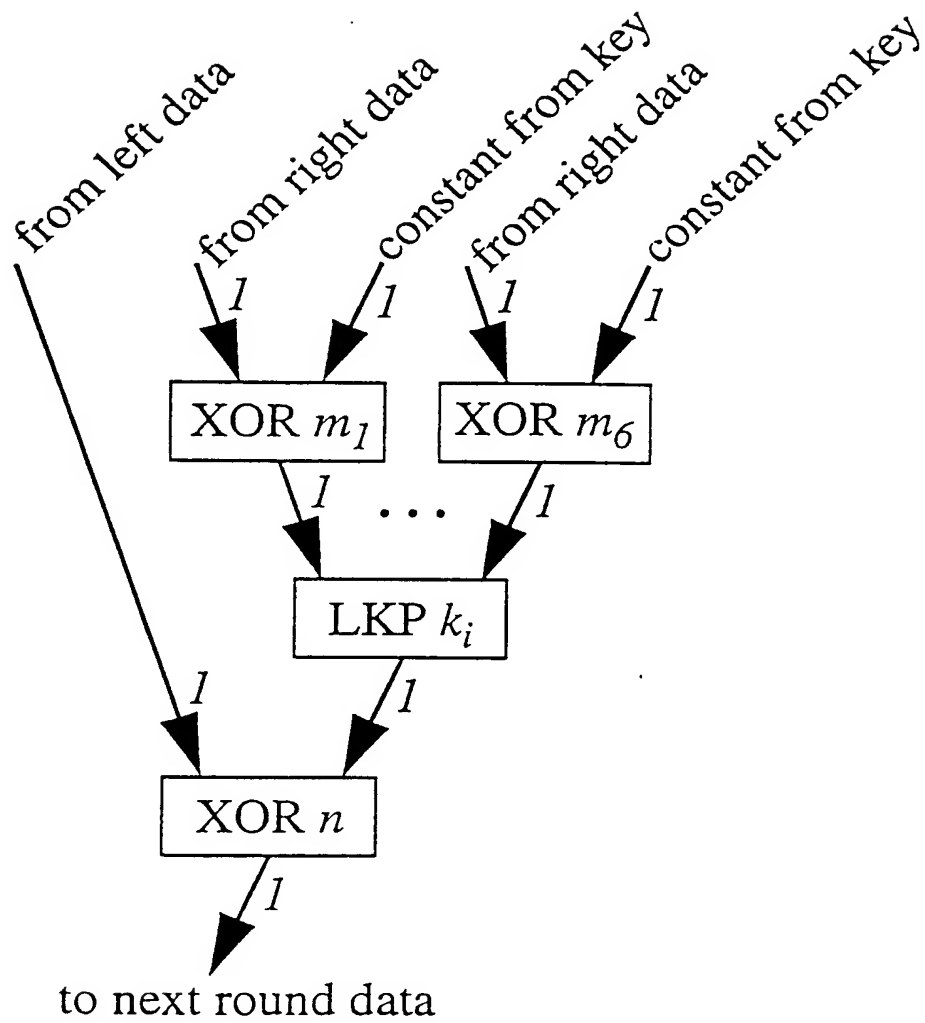 from left data
from right data
constant from key
from right data
constant from key
1
1
1
1
XOR m1
XOR m6
1
...
1
LKP ki
1
1
XOR n
1
to next round data